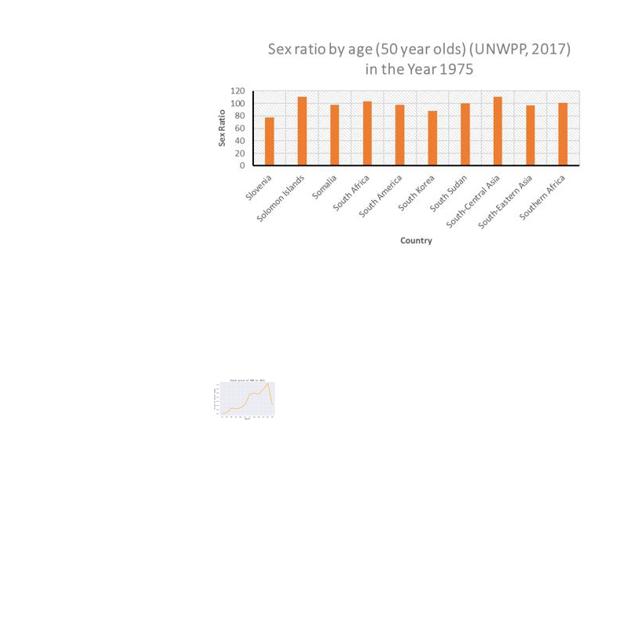 Sex ratio by age (50 year olds) (UNWPP, 2017)
in the Year 1975
120
100
80
60
40
20
0
Sex Ratio
Slovenia
Solomon Islands
Somalia
South Africa
South America
South Korea
South Sudan
South-Central Asia
South-Eastern Asia
Southern Africa
Country